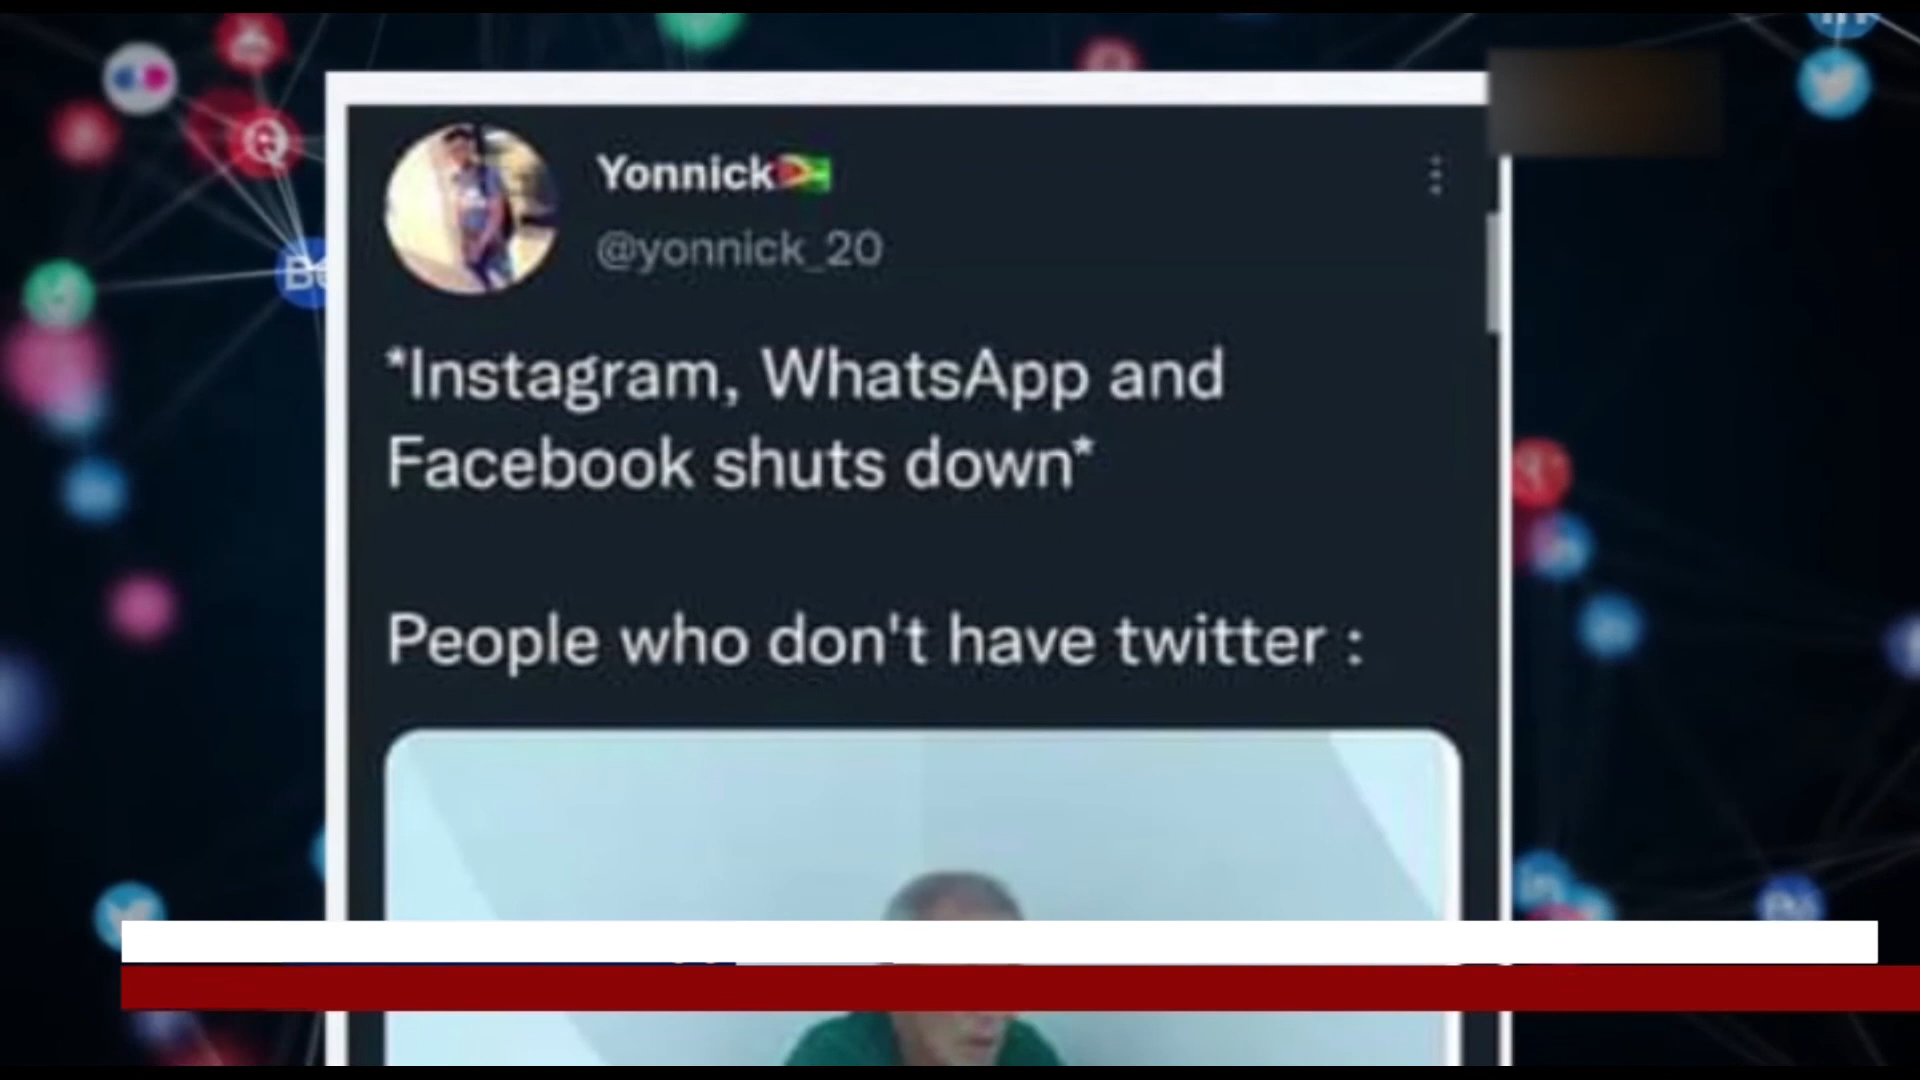 Yonnick
@yonnick_20
*Instagram, WhatsApp and
Facebook shuts down*
People who don't have twitter :